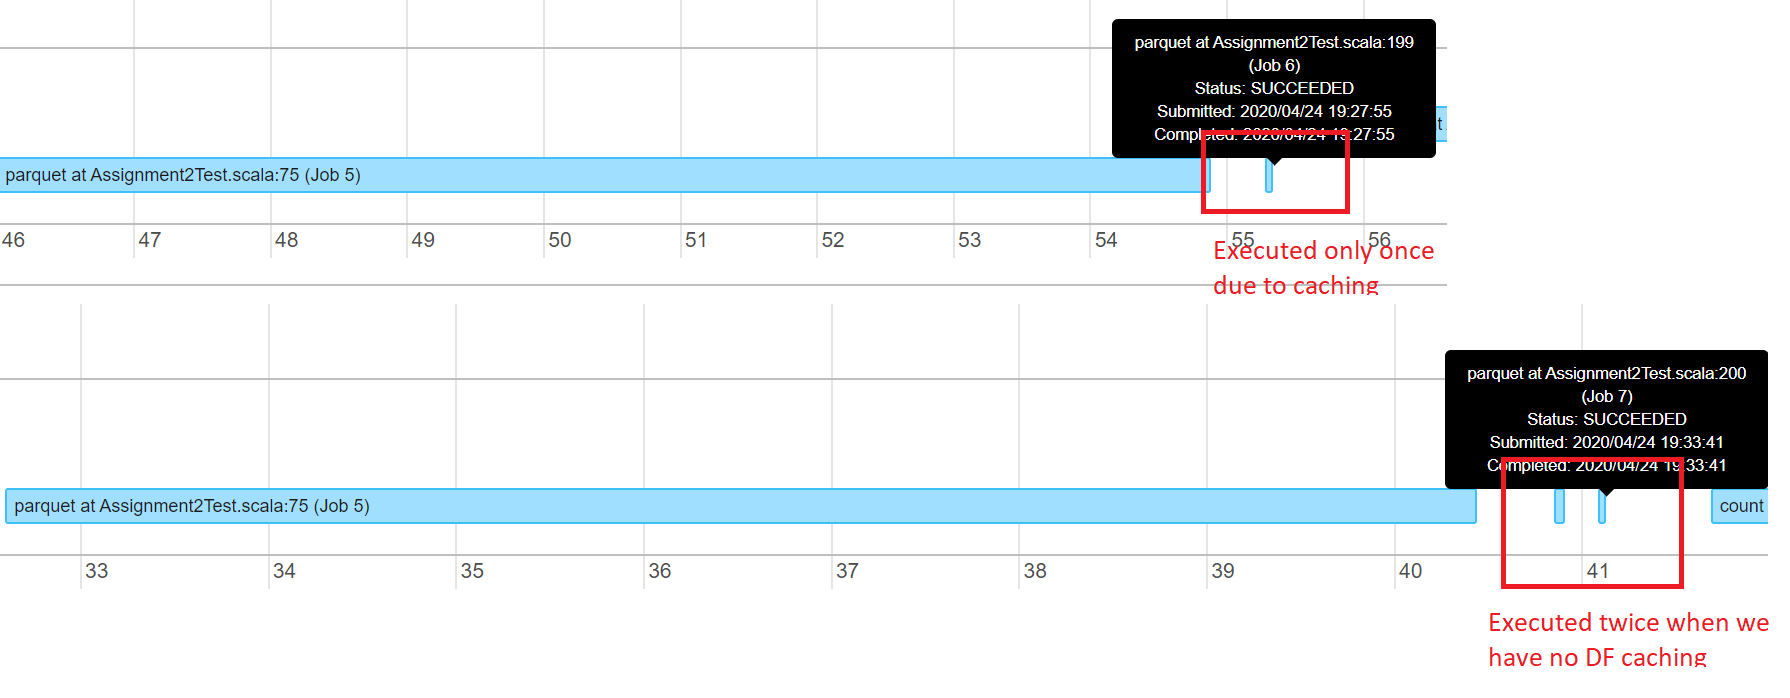 parquet at Assignment2Test.scala:199
(Job 6)
Status: SUCCEEDED
Submitted: 2020/04/24 19:27:55
Completed: 2020/04/24 19:27:55
t
parquet at Assignment2Test.scala:75 (Job 5)
46 47 48 49 50 51 52 53 54 55 56
Executed only once
due to caching
parquet at Assignment2Test.scala:200
(Job 7)
Status: SUCCEEDED
Submitted: 2020/04/24 19:33:41
Completed: 2020/04/24 19:33:41
parquet at Assignment2Test.scala:75 (Job 5)
count
33 34 35 36 37 38 39 40 41
Executed twice when we
have no DF caching